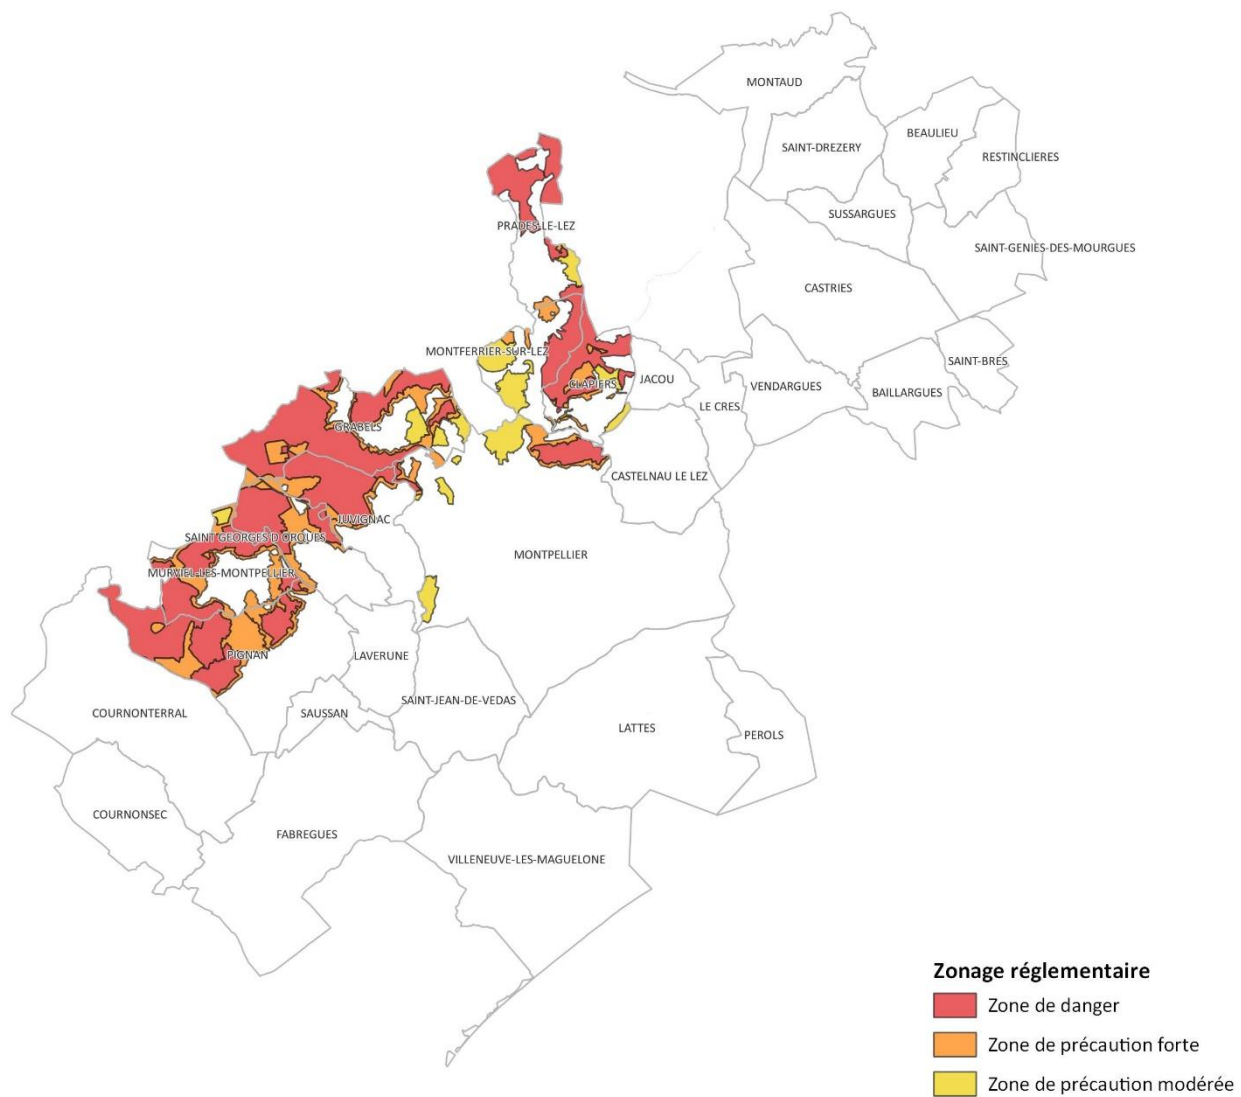 MONTAUD
BEAULIEU
SAINT-DREZERY
RESTINCLIERES
SUSSARGUES
PRADES-LE-LEZ
SAINT-GENIES-DES-MOURGUES
CASTRIES
MONTFERRIER-SUR-LEZ
SAINT-BRES
JACOU
CLAPIERS
VENDARGUES
BAILLARGUES
LE CRES
GRABELS
CASTELNAU LE LEZ
JUVIGNAC
SAINT GEORGES D ORQUES
MONTPELLIER
MURVIEL-LES-MONTPELLIER
PIGNAN
LAVERUNE
SAINT-JEAN-DE-VEDAS
COURNONTERRAL
SAUSSAN
LATTES
PEROLS
COURNONSEC
FABREGUES
VILLENEUVE-LES-MAGUELONE
Zonage réglementaire
Zone de danger
Zone de précaution forte
Zone de précaution modérée